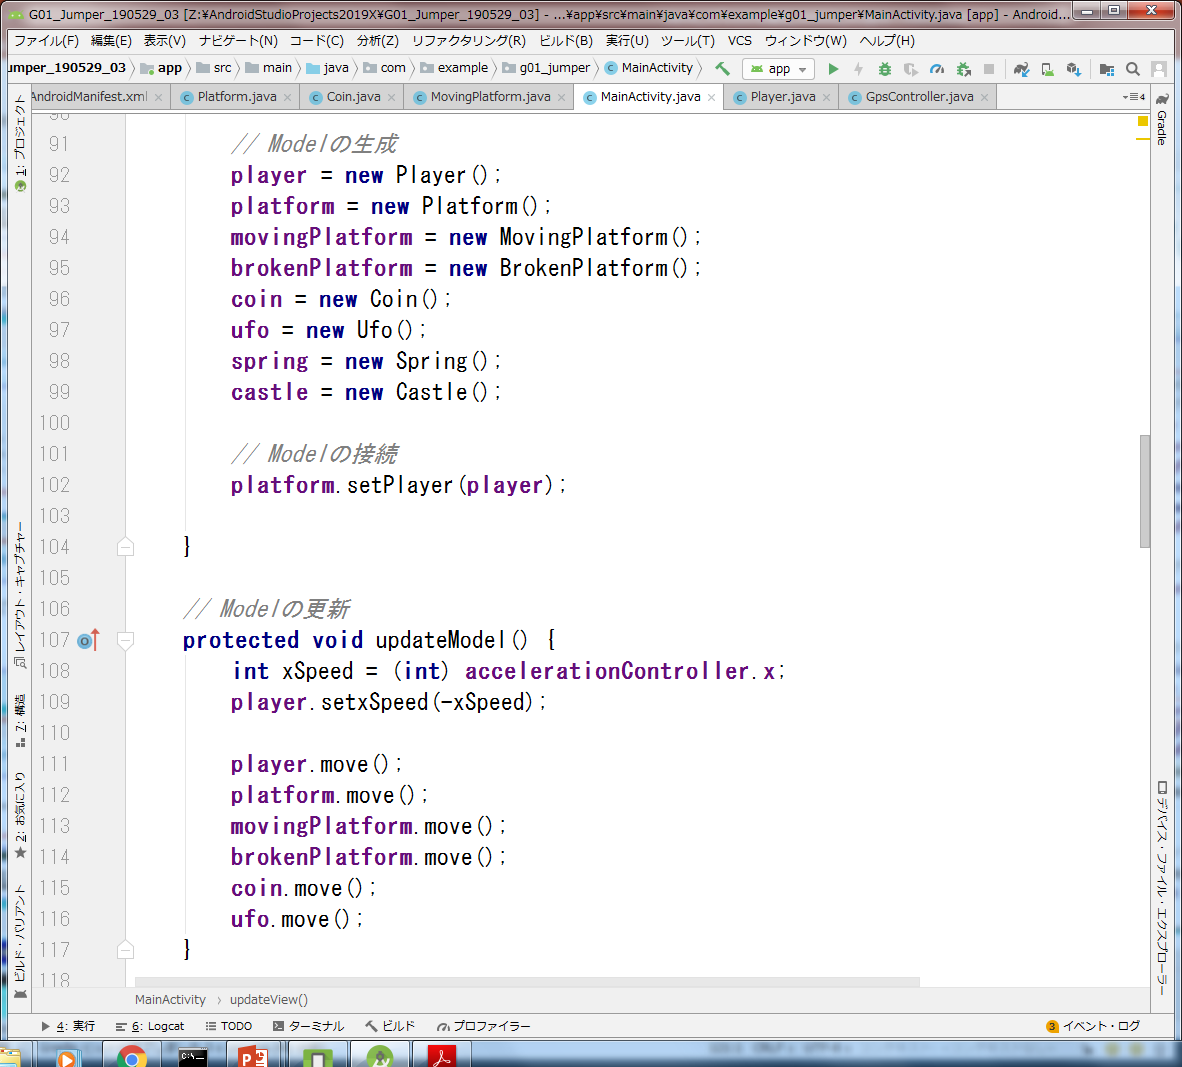 G01_Jumper_190529_03 [Z:¥AndroidStudioProjects2019X¥G01_Jumper_190529_03] - ...¥app¥src¥main¥java¥com¥example¥g01_jumper¥MainActivity.java [app] - Android...
ファイル(F) 編集(E) 表示(V) ナビゲート(N) コード(C) 分析(Z) リファクタリング(R) ビルド(B) 実行(U) ツール(T) VCS ウィンドウ(W) ヘルプ(H)
umper_190529_03 app src main java com example g01_jumper MainActivity app
AndroidManifest.xml Platform.java Coin.java MovingPlatform.java MainActivity.java Player.java GpsController.java 4
1: プロジェクト
レイアウト・キャプチャー
Z: 構造
2: お気に入り
ビルド・バリアント
90
91 // Modelの生成
92 player = new Player();
93 platform = new Platform();
94 movingPlatform = new MovingPlatform();
95 brokenPlatform = new BrokenPlatform();
96 coin = new Coin();
97 ufo = new Ufo();
98 spring = new Spring();
99 castle = new Castle();
100
101 // Modelの接続
102 platform.setPlayer(player);
103
104 }
105
106 // Modelの更新
107 protected void updateModel() {
108 int xSpeed = (int) accelerationController.x;
109 player.setxSpeed(-xSpeed);
110
111 player.move();
112 platform.move();
113 movingPlatform.move();
114 brokenPlatform.move();
115 coin.move();
116 ufo.move();
117 }
118
Gradle
デバイス・ファイル・エクスプローラー
MainActivity › updateView()
4: 実行 6: Logcat TODO ターミナル ビルド プロファイラー 3 イベント・ログ